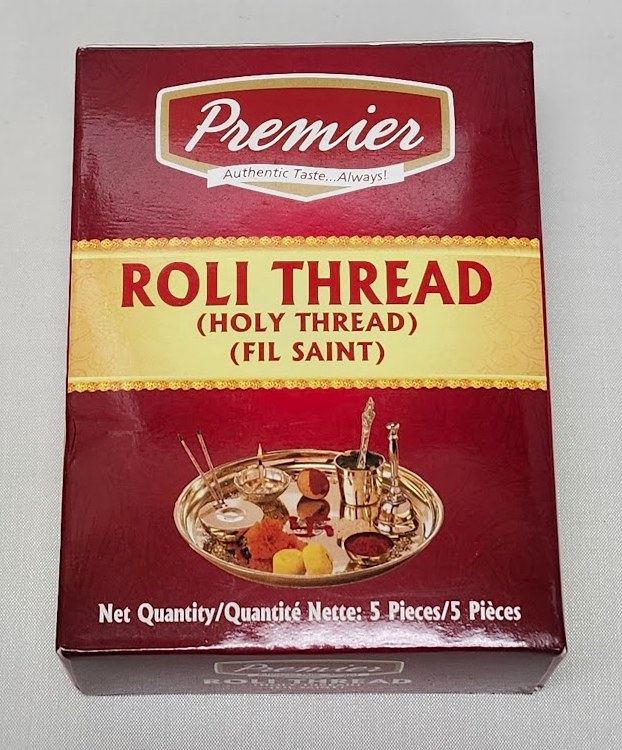 Premier
Authentic Taste...Always!
ROLI THREAD
(HOLY THREAD)
(FIL SAINT)
Net Quantity/Quantité Nette: 5 Pieces/5 Pièces
Premier
ROLI THREAD